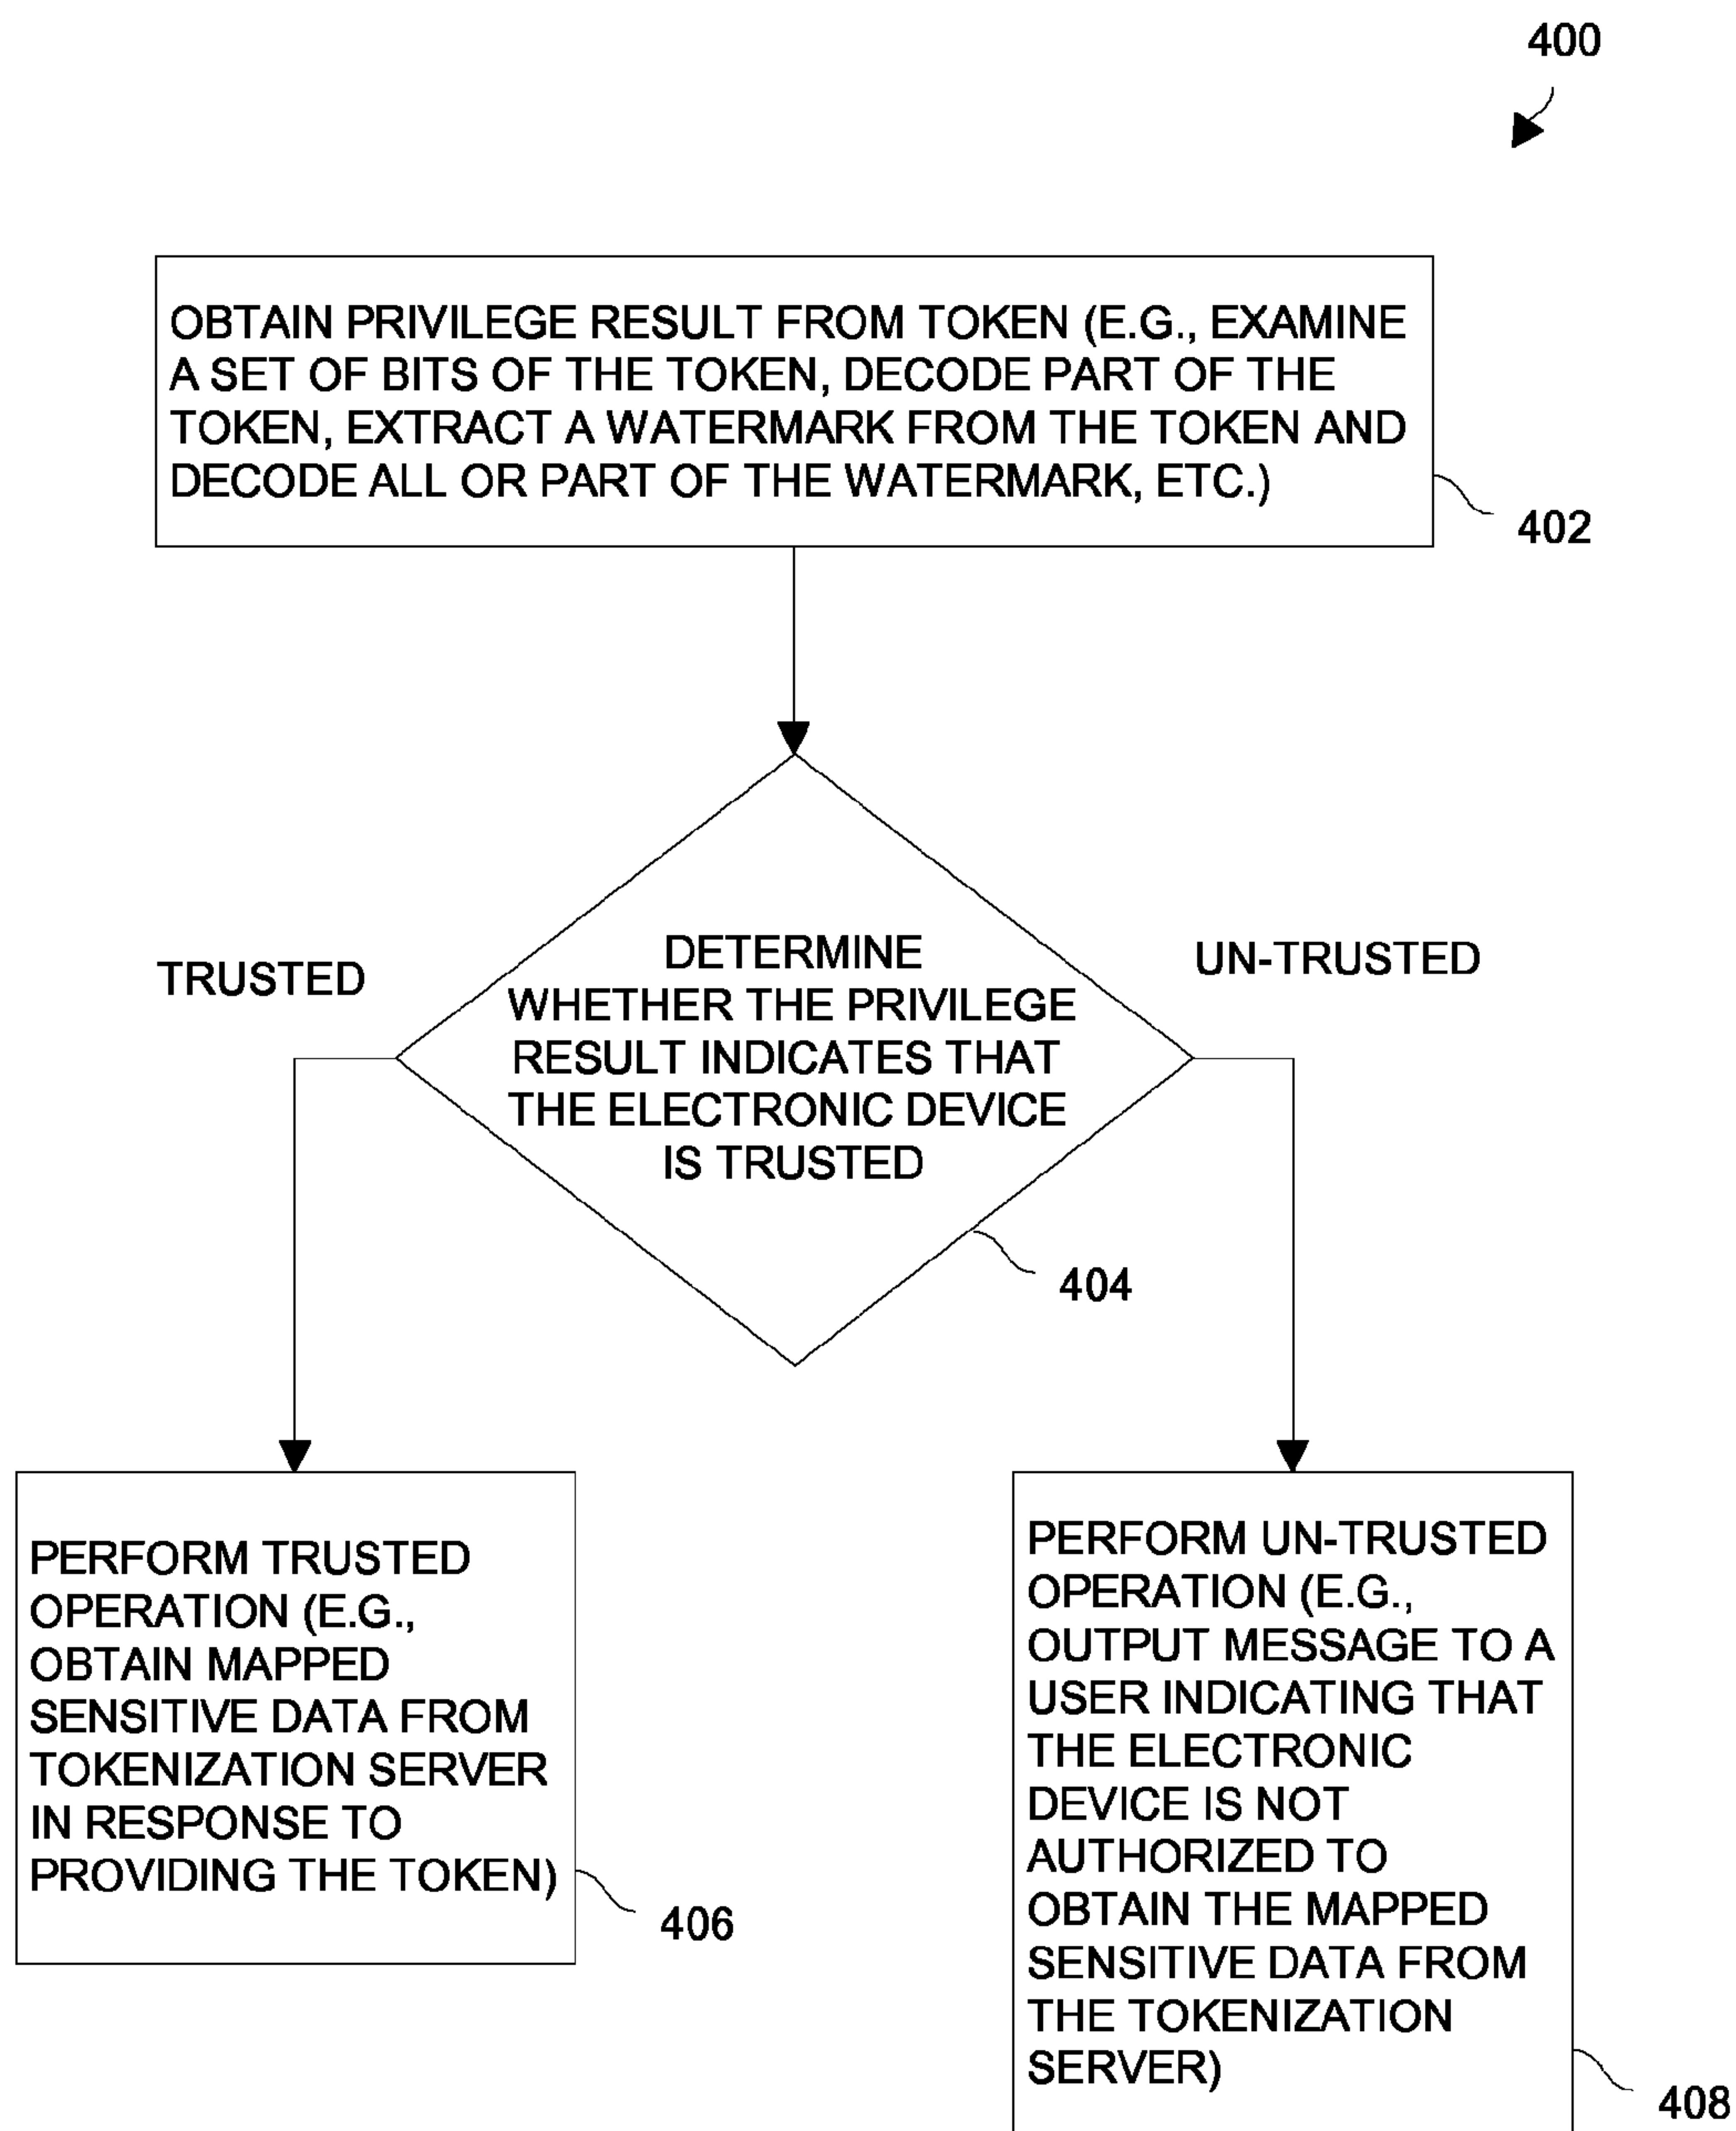 400
OBTAIN PRIVILEGE RESULT FROM TOKEN (E.G., EXAMINE
A SET OF BITS OF THE TOKEN, DECODE PART OF THE
TOKEN, EXTRACT A WATERMARK FROM THE TOKEN AND
DECODE ALL OR PART OF THE WATERMARK, ETC.)
402
DETERMINE
WHETHER THE PRIVILEGE
RESULT INDICATES THAT
THE ELECTRONIC DEVICE
IS TRUSTED
404
TRUSTED
UN-TRUSTED
PERFORM TRUSTED
OPERATION (E.G.,
OBTAIN MAPPED
SENSITIVE DATA FROM
TOKENIZATION SERVER
IN RESPONSE TO
PROVIDING THE TOKEN)
406
PERFORM UN-TRUSTED
OPERATION (E.G.,
OUTPUT MESSAGE TO A
USER INDICATING THAT
THE ELECTRONIC
DEVICE IS NOT
AUTHORIZED TO
OBTAIN THE MAPPED
SENSITIVE DATA FROM
THE TOKENIZATION
SERVER)
408